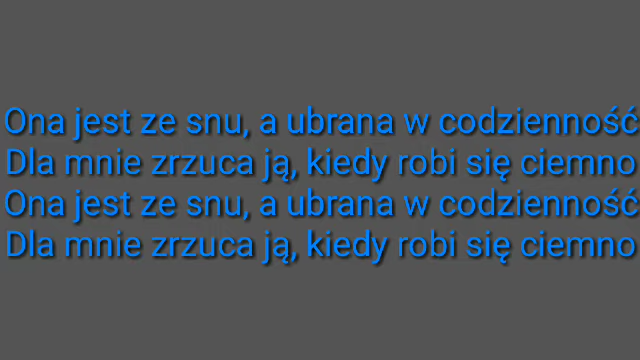 Ona jest ze snu, a ubrana w codzienność
Dla mnie zrzuca ją, kiedy robi się ciemno
Ona jest ze snu, a ubrana w codzienność
Dla mnie zrzuca ją, kiedy robi się ciemno